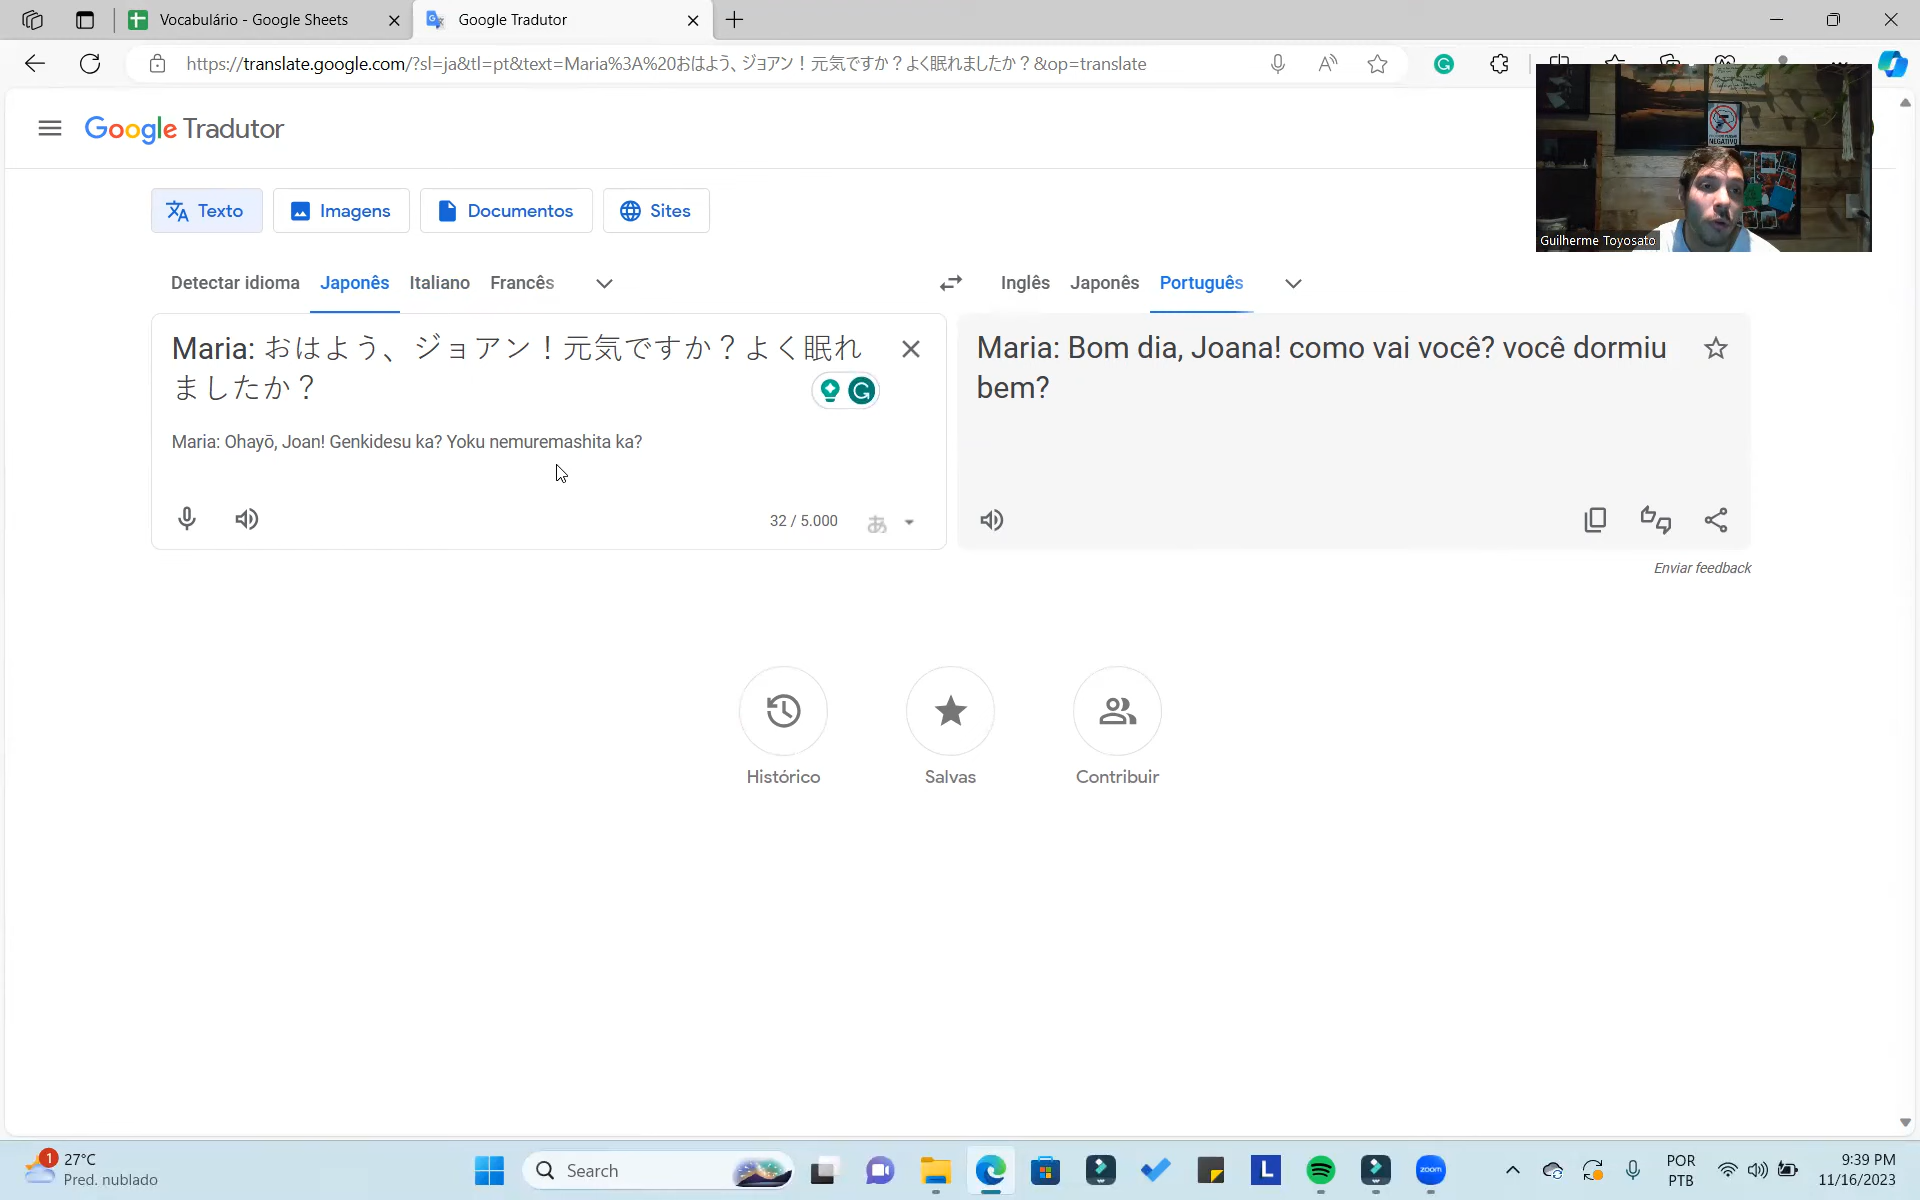 Vocabulário - Google Sheets
Google Tradutor
https://translate.google.com/?sl=ja&tl=pt&text=Maria%3A%20おはよう、ジョアン！元気ですか？よく眠れましたか？&op=translate
Google Tradutor
NEGATIVO
Guilherme Toyosato
Texto
Imagens
Documentos
Sites
Detectar idioma
Japonês
Italiano
Francês
Inglês
Japonês
Português
Maria: おはよう、ジョアン！元気ですか？よく眠れ
ましたか？
Maria: Ohayō, Joan! Genkidesu ka? Yoku nemuremashita ka?
32 / 5.000
あ
Maria: Bom dia, Joana! como vai você? você dormiu
bem?
Enviar feedback
Histórico
Salvas
Contribuir
1
27°C
Pred. nublado
Search
L
zoom
POR
PTB
9:39 PM
11/16/2023